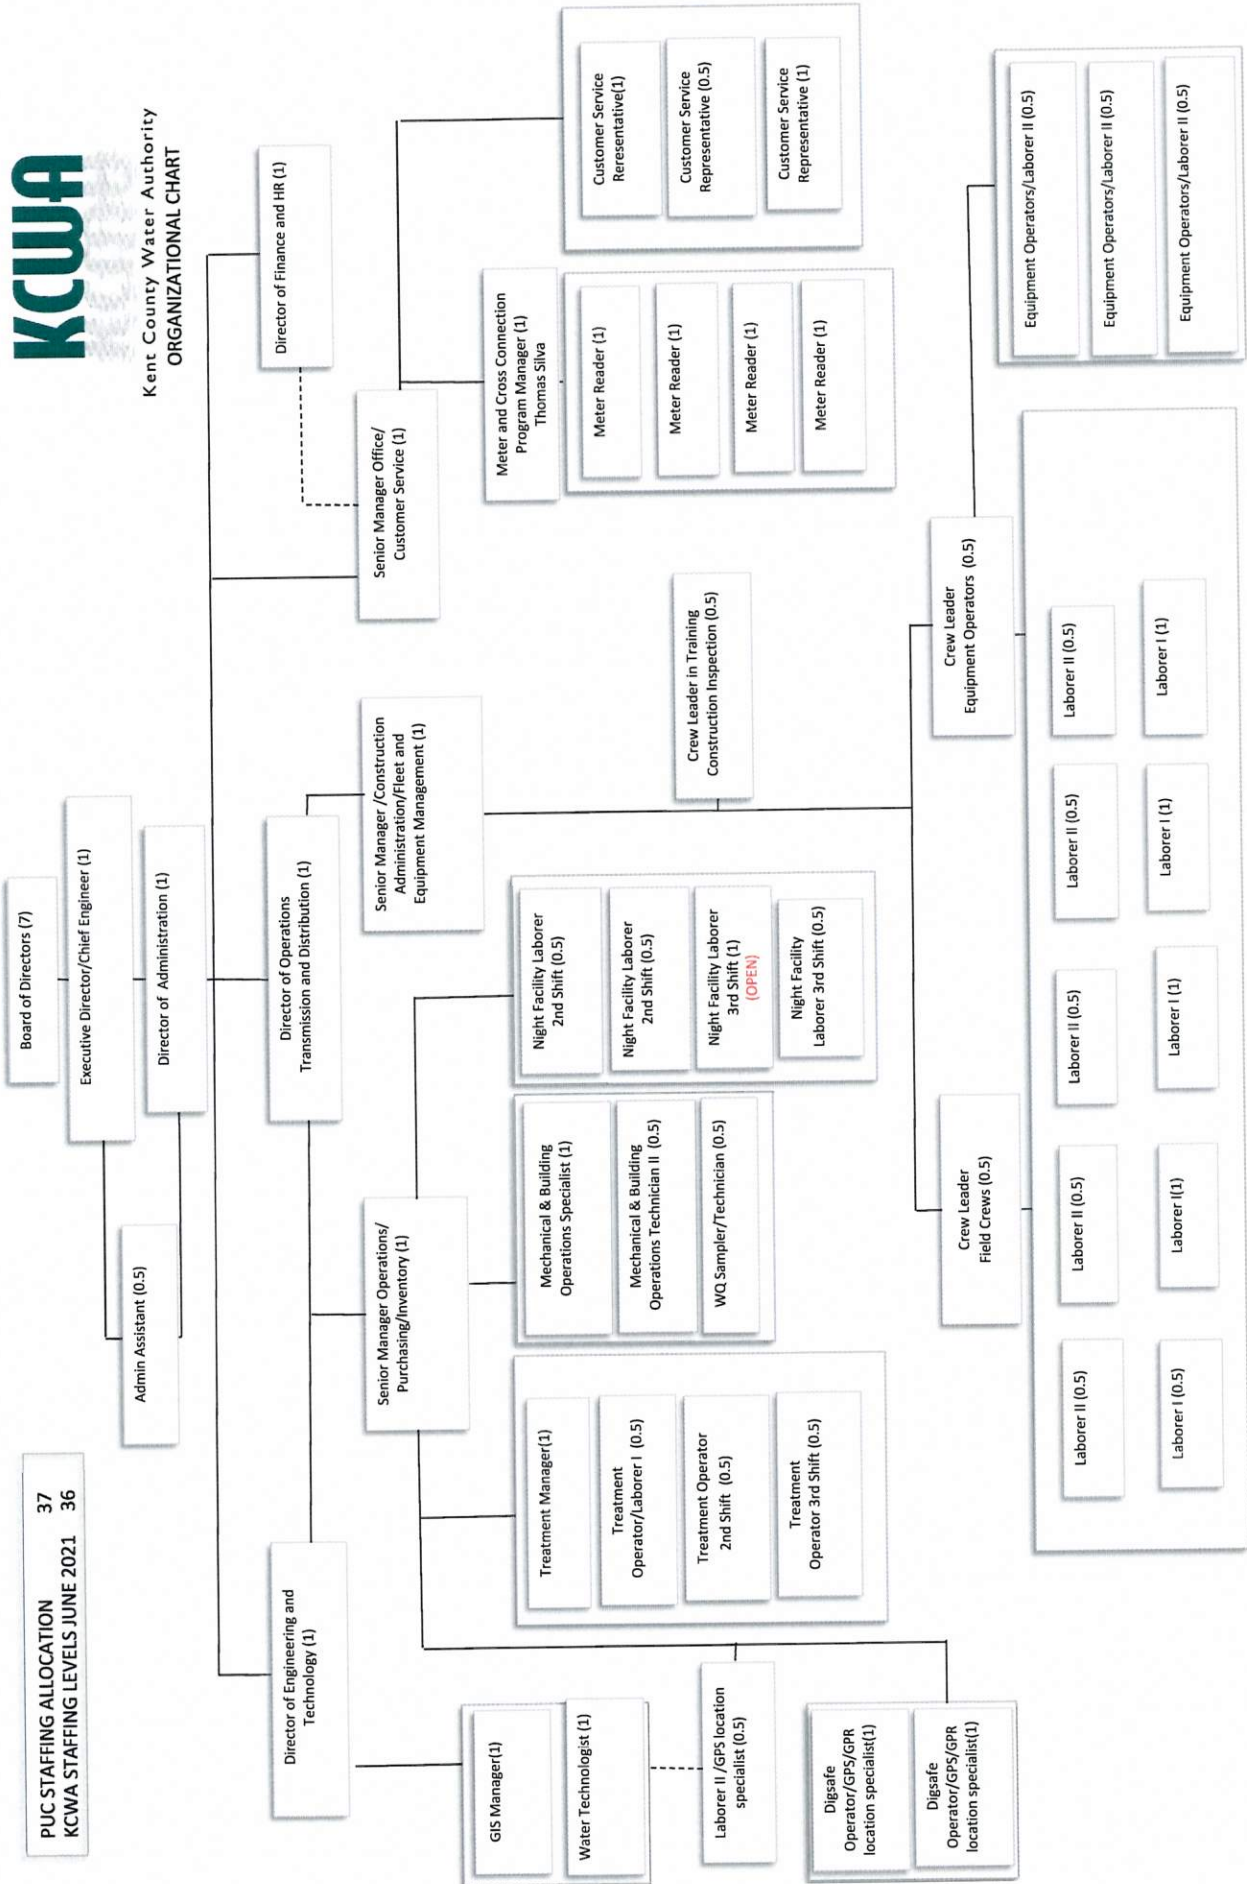 PUC STAFFING ALLOCATION 37
KCWA STAFFING LEVELS JUNE 2021 36
KCWA
Kent County Water Authority
ORGANIZATIONAL CHART
Board of Directors (7)
Executive Director/Chief Engineer (1)
Admin Assistant (0.5)
Director of Administration (1)
Director of Engineering and
Technology (1)
Director of Operations
Transmission and Distribution (1)
Director of Finance and HR (1)
Senior Manager Operations/
Purchasing/Inventory (1)
Senior Manager /Construction
Administration/Fleet and
Equipment Management (1)
Senior Manager Office/
Customer Service (1)
GIS Manager(1)
Water Technologist (1)
Laborer II /GPS location
specialist (0.5)
Digsafe
Operator/GPS/GPR
location specialist(1)
Digsafe
Operator/GPS/GPR
location specialist(1)
Treatment Manager(1)
Treatment
Operator/Laborer I (0.5)
Treatment Operator
2nd Shift (0.5)
Treatment
Operator 3rd Shift (0.5)
Mechanical & Building
Operations Specialist (1)
Mechanical & Building
Operations Technician II (0.5)
WQ Sampler/Technician (0.5)
Night Facility Laborer
2nd Shift (0.5)
Night Facility Laborer
2nd Shift (0.5)
Night Facility Laborer
3rd Shift (1)
(OPEN)
Night Facility
Laborer 3rd Shift (0.5)
Crew Leader in Training
Construction Inspection (0.5)
Meter and Cross Connection
Program Manager (1)
Thomas Silva
Meter Reader (1)
Meter Reader (1)
Meter Reader (1)
Meter Reader (1)
Customer Service
Reresentative(1)
Customer Service
Representative (0.5)
Customer Service
Representative (1)
Crew Leader
Field Crews (0.5)
Crew Leader
Equipment Operators (0.5)
Laborer II (0.5)
Laborer II (0.5)
Laborer II (0.5)
Laborer II (0.5)
Laborer II (0.5)
Laborer I (0.5)
Laborer I(1)
Laborer I (1)
Laborer I (1)
Laborer I (1)
Equipment Operators/Laborer II (0.5)
Equipment Operators/Laborer II (0.5)
Equipment Operators/Laborer II (0.5)